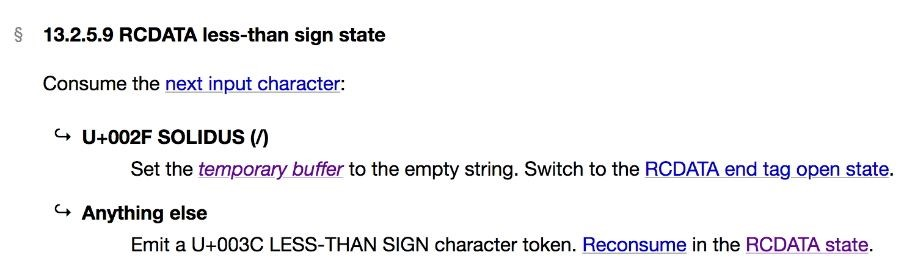 § 13.2.5.9 RCDATA less-than sign state
Consume the next input character:
↪ U+002F SOLIDUS (/)
Set the temporary buffer to the empty string. Switch to the RCDATA end tag open state.
↪ Anything else
Emit a U+003C LESS-THAN SIGN character token. Reconsume in the RCDATA state.